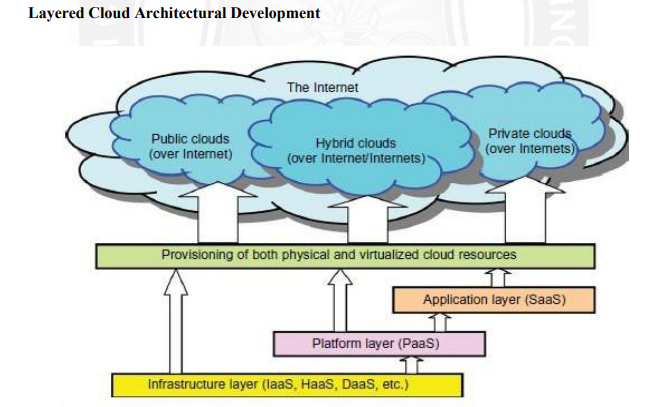 Layered Cloud Architectural Development
The Internet
Public clouds
(over Internet)
Hybrid clouds
(over Internet/Internets)
Private clouds
(over Internets)
Provisioning of both physical and virtualized cloud resources
Application layer (SaaS)
Platform layer (PaaS)
Infrastructure layer (IaaS, HaaS, DaaS, etc.)